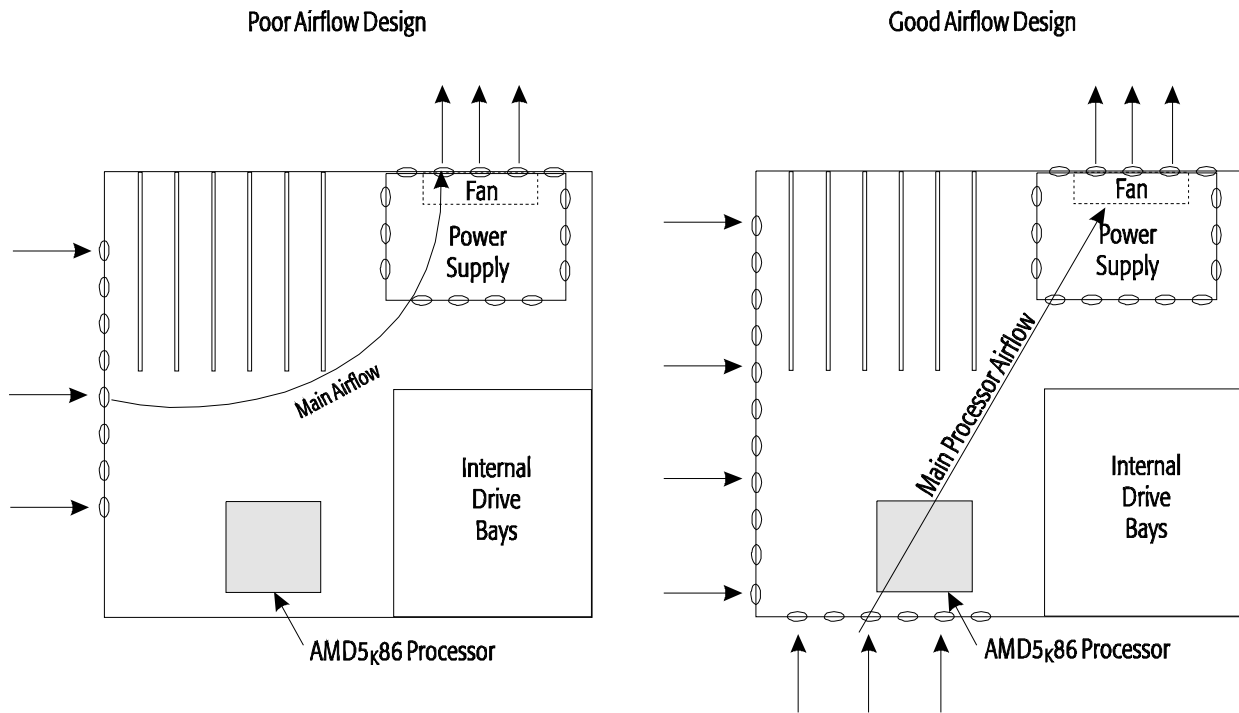 Poor Airflow Design
Fan
Power
Supply
Main Airflow
Internal
Drive
Bays
AMD5K86 Processor
Good Airflow Design
Fan
Power
Supply
Main Processor Airflow
Internal
Drive
Bays
AMD5K86 Processor